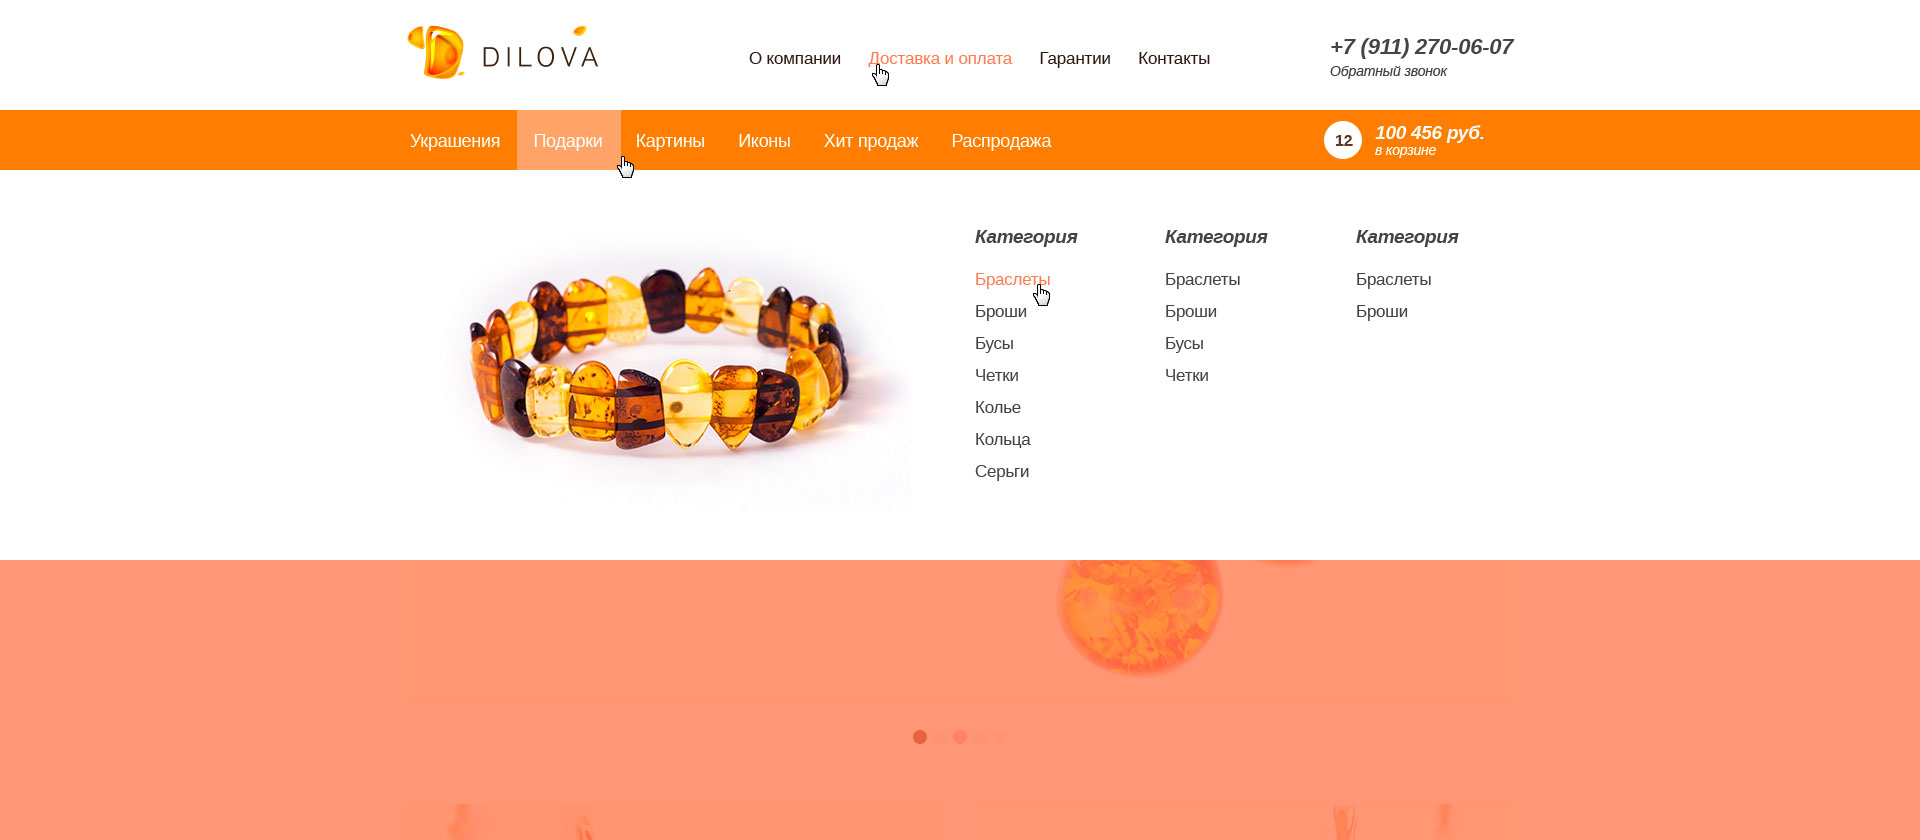 DILOVA
О компании Доставка и оплата Гарантии Контакты
+7 (911) 270-06-07
Обратный звонок
Украшения Подарки Картины Иконы Хит продаж Распродажа
12
100 456 руб.
в корзине
Категория
Браслеты
Броши
Бусы
Четки
Колье
Кольца
Серьги
Категория
Браслеты
Броши
Бусы
Четки
Категория
Браслеты
Броши